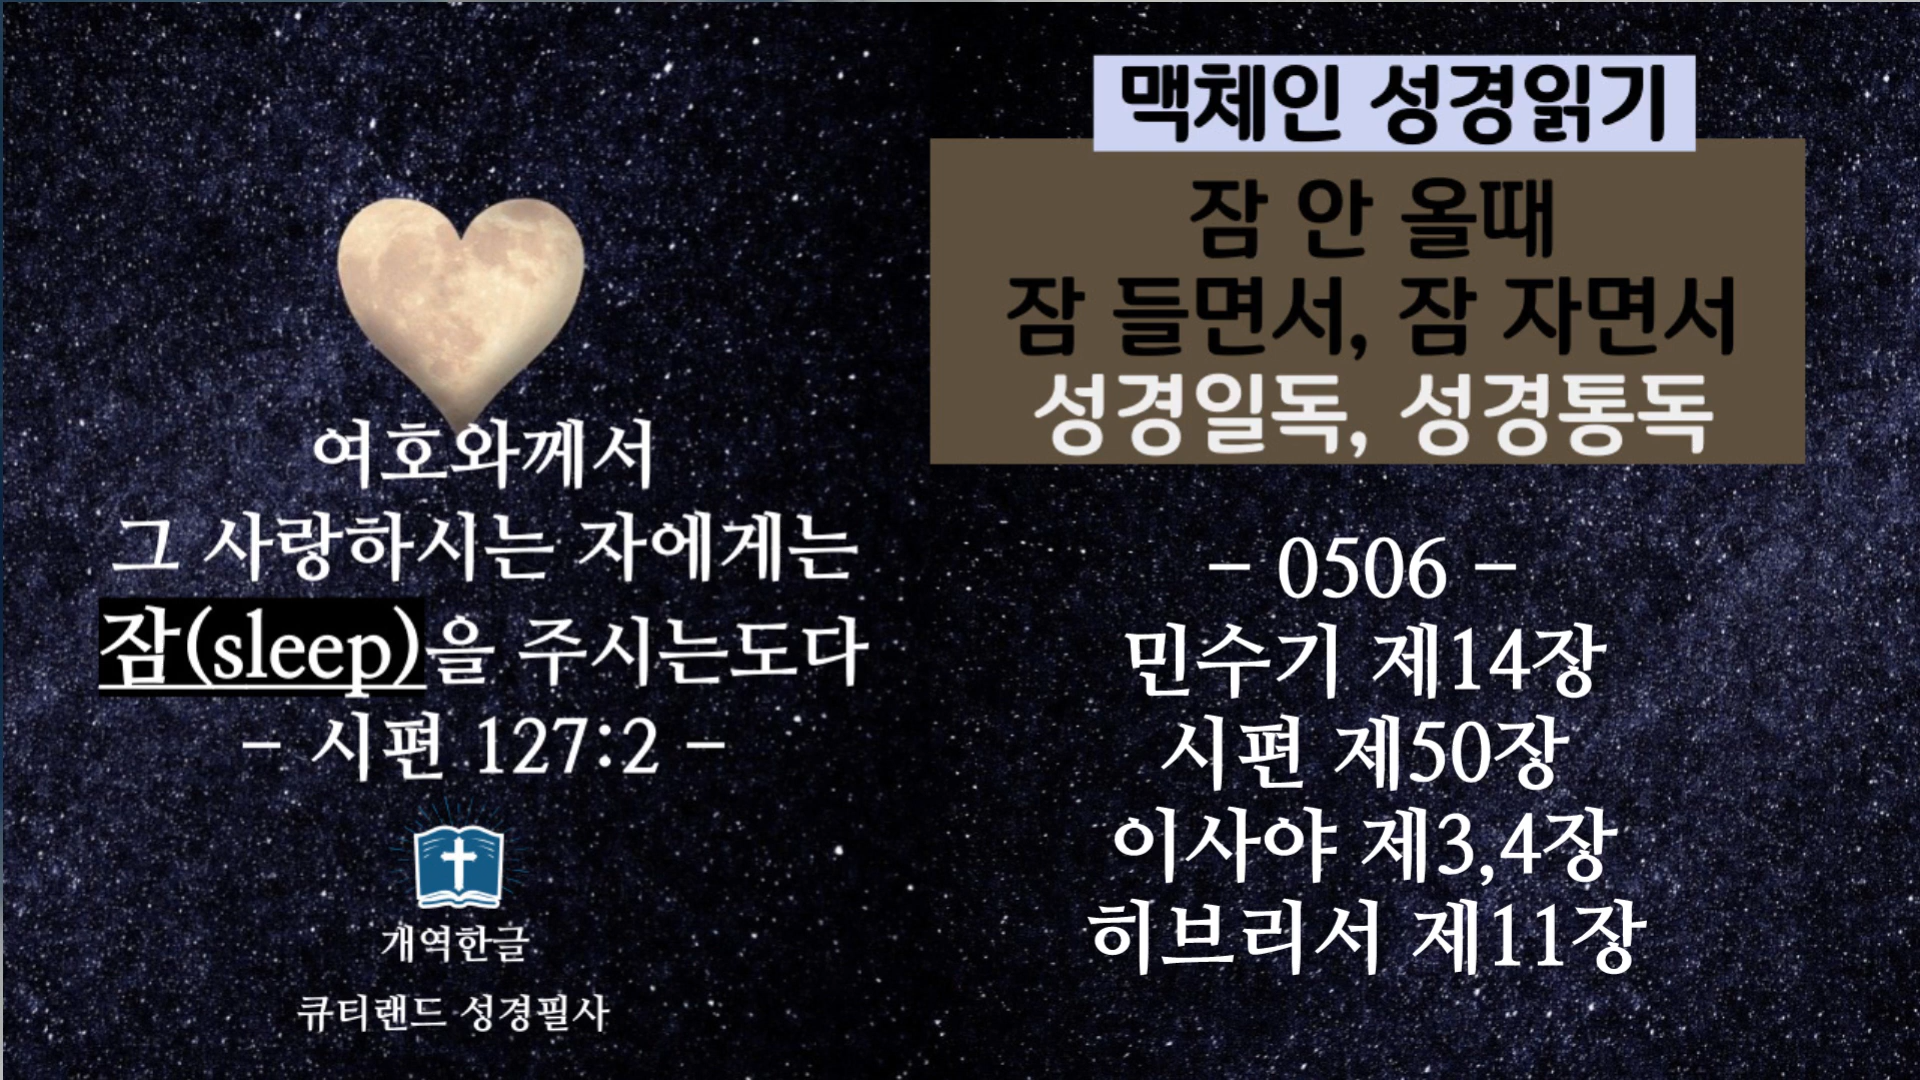 여호와께서
그 사랑하시는 자에게는
잠(sleep)을 주시는도다
- 시편 127:2 -
개역한글
큐티랜드 성경필사
맥체인 성경읽기
잠 안 올때
잠 들면서, 잠 자면서
성경일독, 성경통독
- 0506 -
민수기 제14장
시편 제50장
이사야 제3,4장
히브리서 제11장